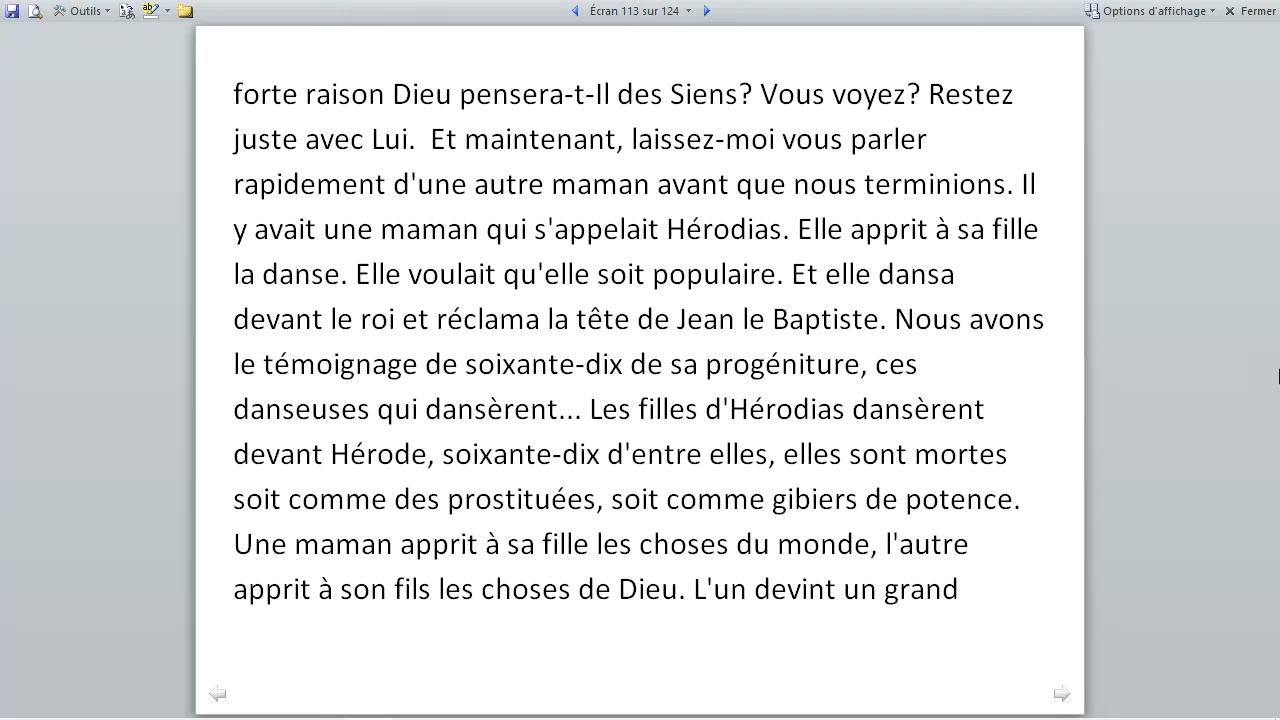 Outils
Écran 113 sur 124
Options d'affichage
Fermer
forte raison Dieu pensera-t-Il des Siens? Vous voyez? Restez
juste avec Lui.  Et maintenant, laissez-moi vous parler
rapidement d'une autre maman avant que nous terminions. Il
y avait une maman qui s'appelait Hérodias. Elle apprit à sa fille
la danse. Elle voulait qu'elle soit populaire. Et elle dansa
devant le roi et réclama la tête de Jean le Baptiste. Nous avons
le témoignage de soixante-dix de sa progéniture, ces
danseuses qui dansèrent... Les filles d'Hérodias dansèrent
devant Hérode, soixante-dix d'entre elles, elles sont mortes
soit comme des prostituées, soit comme gibiers de potence.
Une maman apprit à sa fille les choses du monde, l'autre
apprit à son fils les choses de Dieu. L'un devint un grand